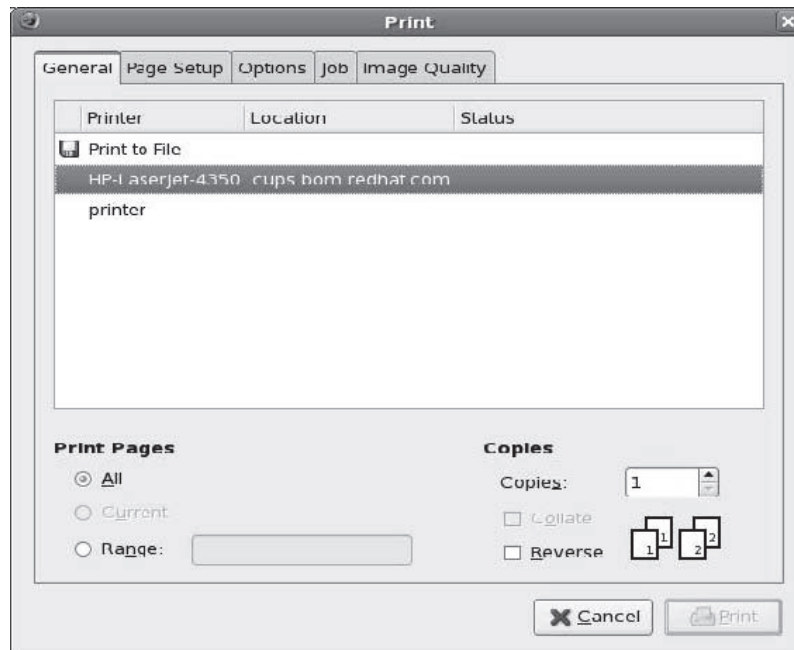 Print
General Page Setup Options Job Image Quality
Printer Location Status
Print to File
HP-LaserJet-4350 cups.bom.redhat.com
printer
Print Pages
All
Current
Range:
Copies
Copies: 1
Collate
Reverse
1 1 2 2
Cancel Print